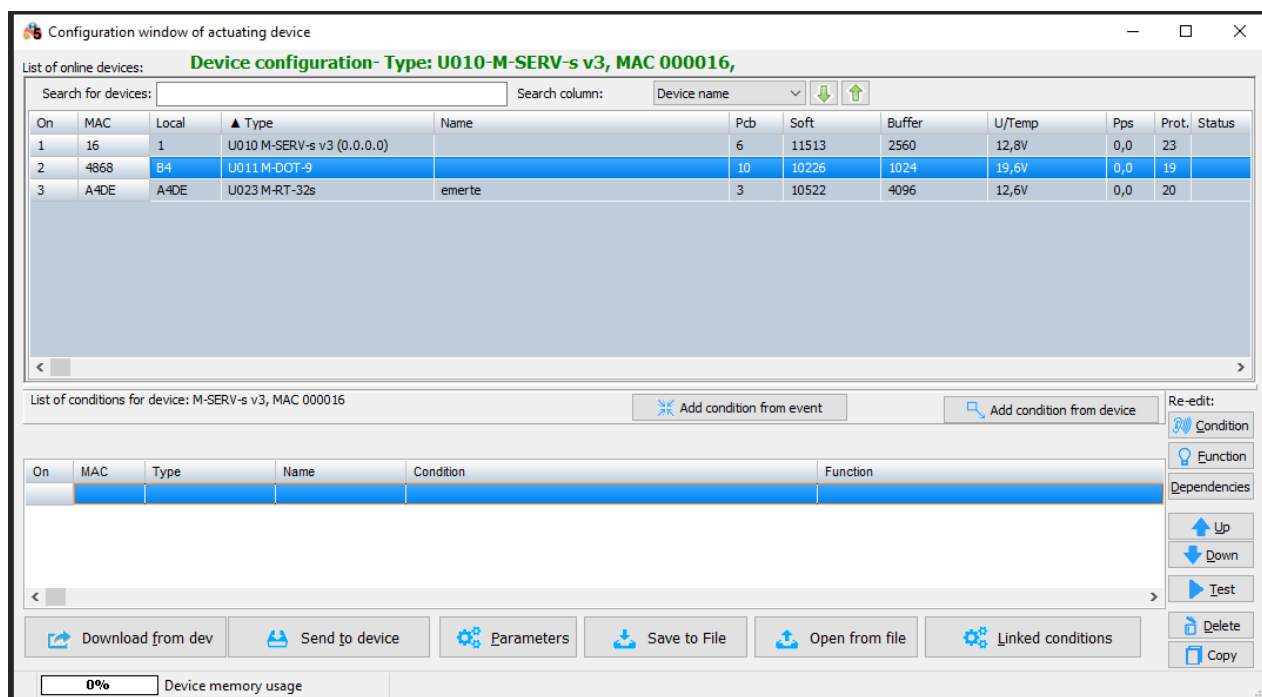 Configuration window of actuating device
List of online devices: Device configuration- Type: U010-M-SERV-s v3, MAC 000016,
Search for devices: Search column: Device name
On MAC Local ▲ Type Name Pcb Soft Buffer U/Temp Pps Prot. Status
1 16 1 U010 M-SERV-s v3 (0.0.0.0) 6 11513 2560 12,8V 0,0 23
2 4868 B4 U011 M-DOT-9 10 10226 1024 19,6V 0,0 19
3 A4DE A4DE U023 M-RT-32s emerte 3 10522 4096 12,6V 0,0 20
List of conditions for device: M-SERV-s v3, MAC 000016 Add condition from event Add condition from device Re-edit:
Condition
Function
On MAC Type Name Condition Function
Dependencies
Up
Down
Test
Download from dev Send to device Parameters Save to File Open from file Linked conditions Delete
Copy
0% Device memory usage